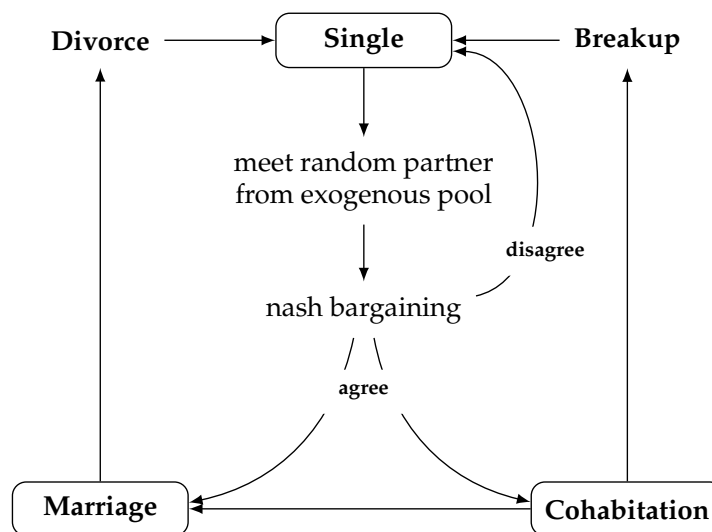 Divorce
Single
Breakup
meet random partner
from exogenous pool
disagree
nash bargaining
agree
Marriage
Cohabitation